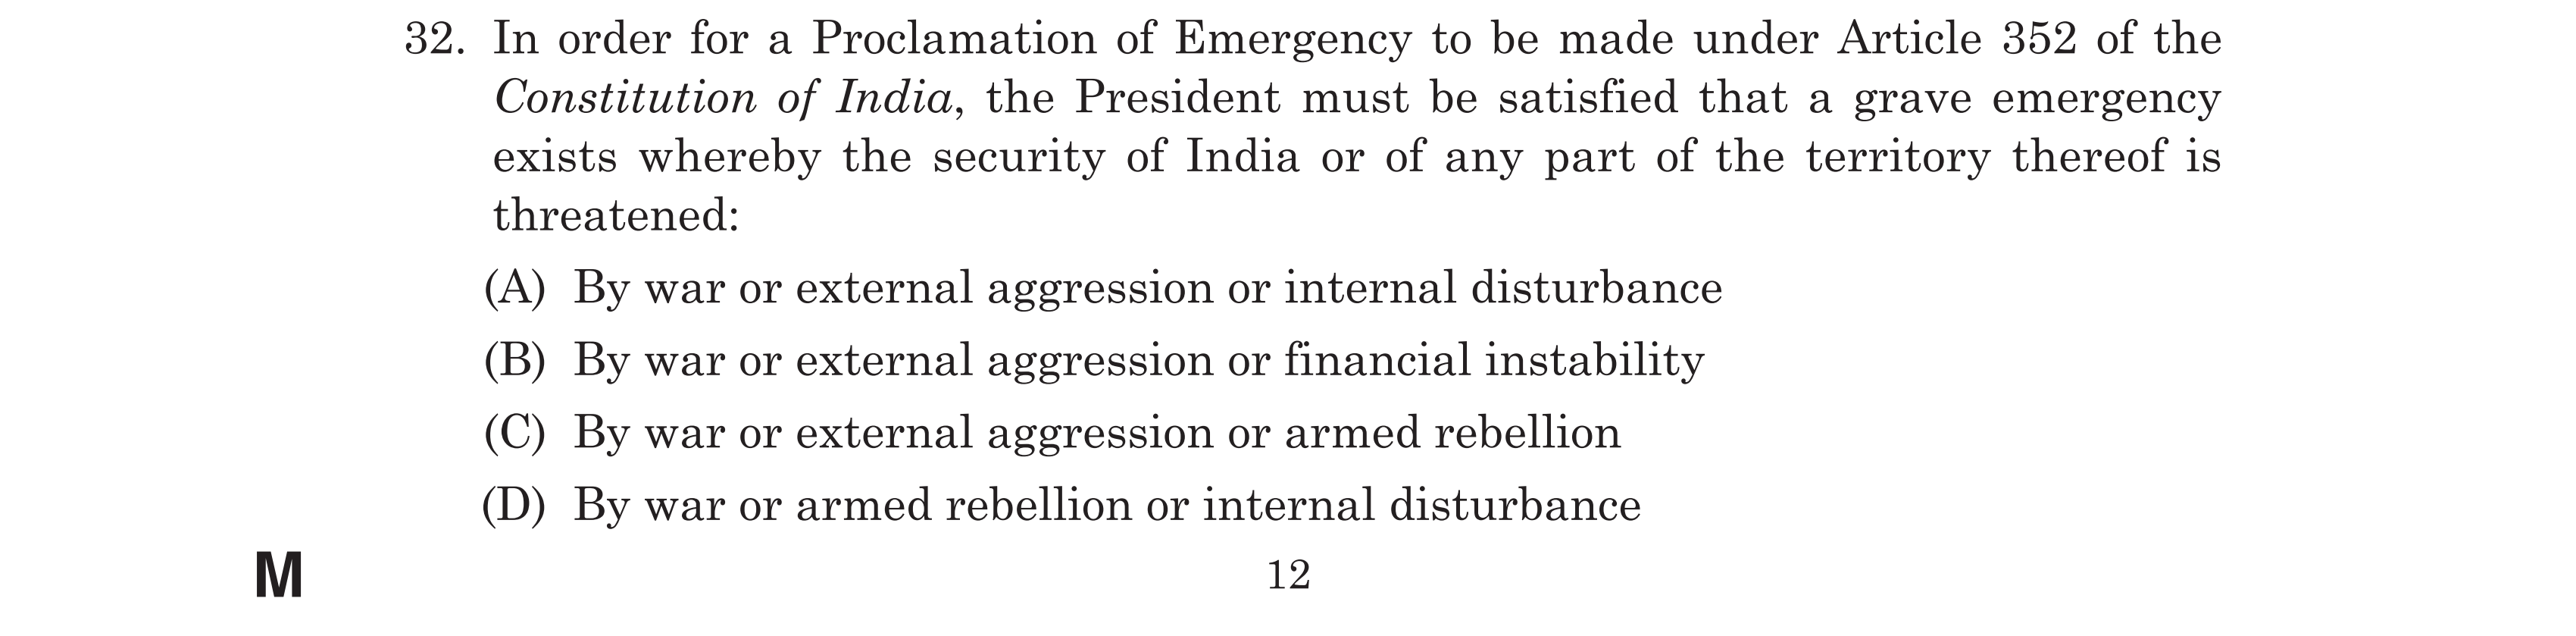 32. In order for a Proclamation of Emergency to be made under Article 352 of the
Constitution of India, the President must be satisfied that a grave emergency
exists whereby the security of India or of any part of the territory thereof is
threatened:
(A) By war or external aggression or internal disturbance
(B) By war or external aggression or financial instability
(C) By war or external aggression or armed rebellion
(D) By war or armed rebellion or internal disturbance
M 12